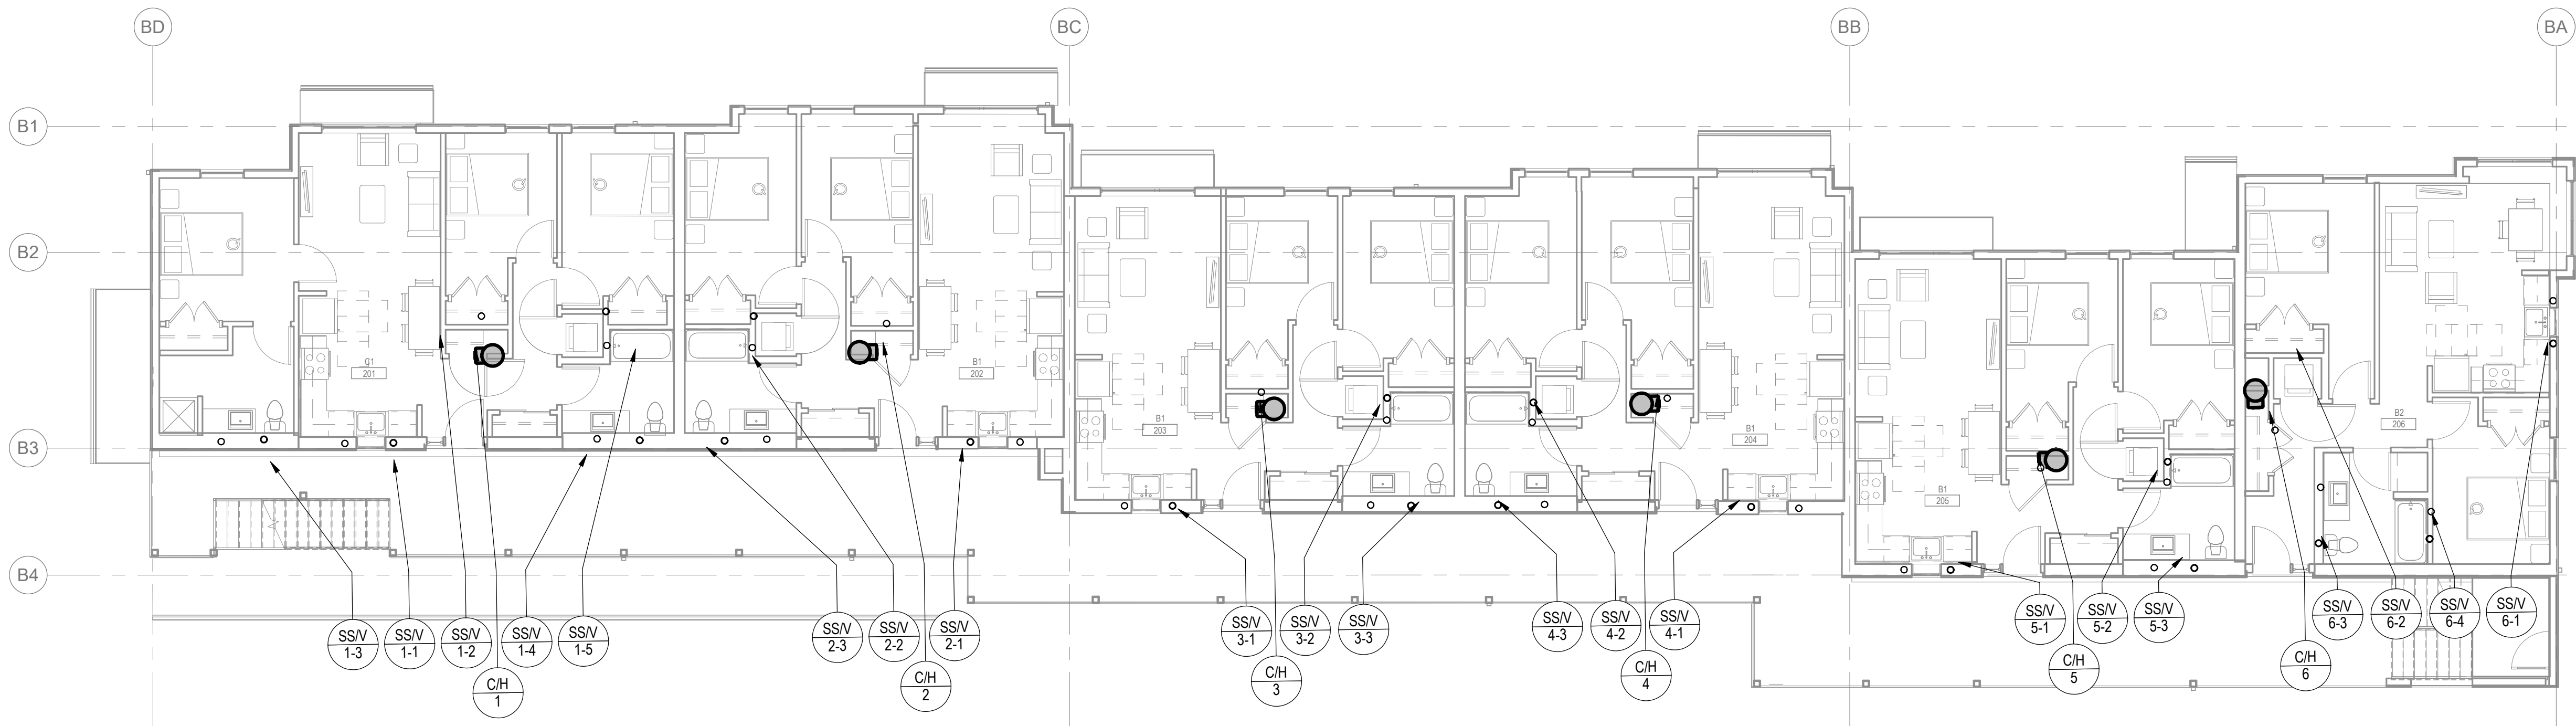 BD
BC
BB
BA
B1
B2
B3
B4
C1
201
B1
202
B1
203
B1
204
B1
205
B2
206
SS/V
1-3
SS/V
1-1
SS/V
1-2
SS/V
1-4
SS/V
1-5
SS/V
2-3
SS/V
2-2
SS/V
2-1
SS/V
3-1
SS/V
3-2
SS/V
3-3
SS/V
4-3
SS/V
4-2
SS/V
4-1
SS/V
5-1
SS/V
5-2
SS/V
5-3
SS/V
6-3
SS/V
6-2
SS/V
6-4
SS/V
6-1
C/H
1
C/H
2
C/H
3
C/H
4
C/H
5
C/H
6